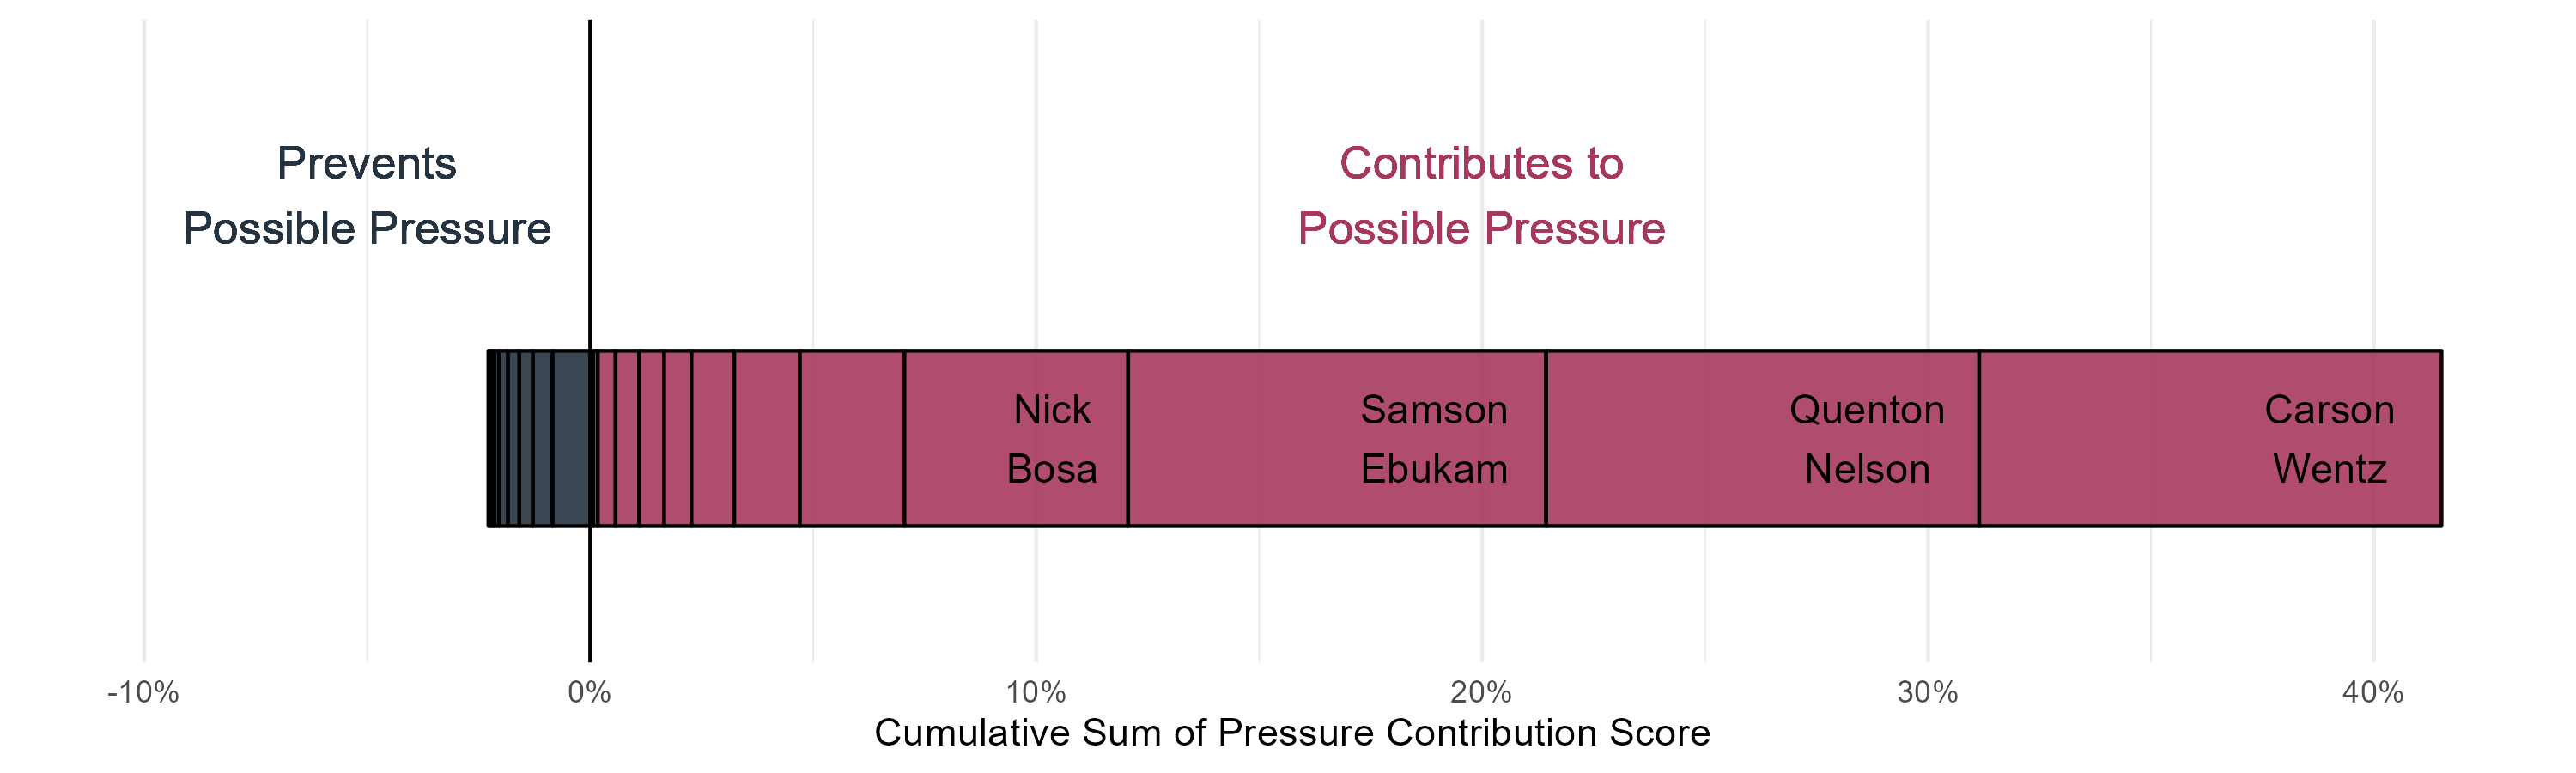 Prevents
Possible Pressure
Contributes to
Possible Pressure
Nick
Bosa
Samson
Ebukam
Quenton
Nelson
Carson
Wentz
-10%
0%
10%
20%
30%
40%
Cumulative Sum of Pressure Contribution Score